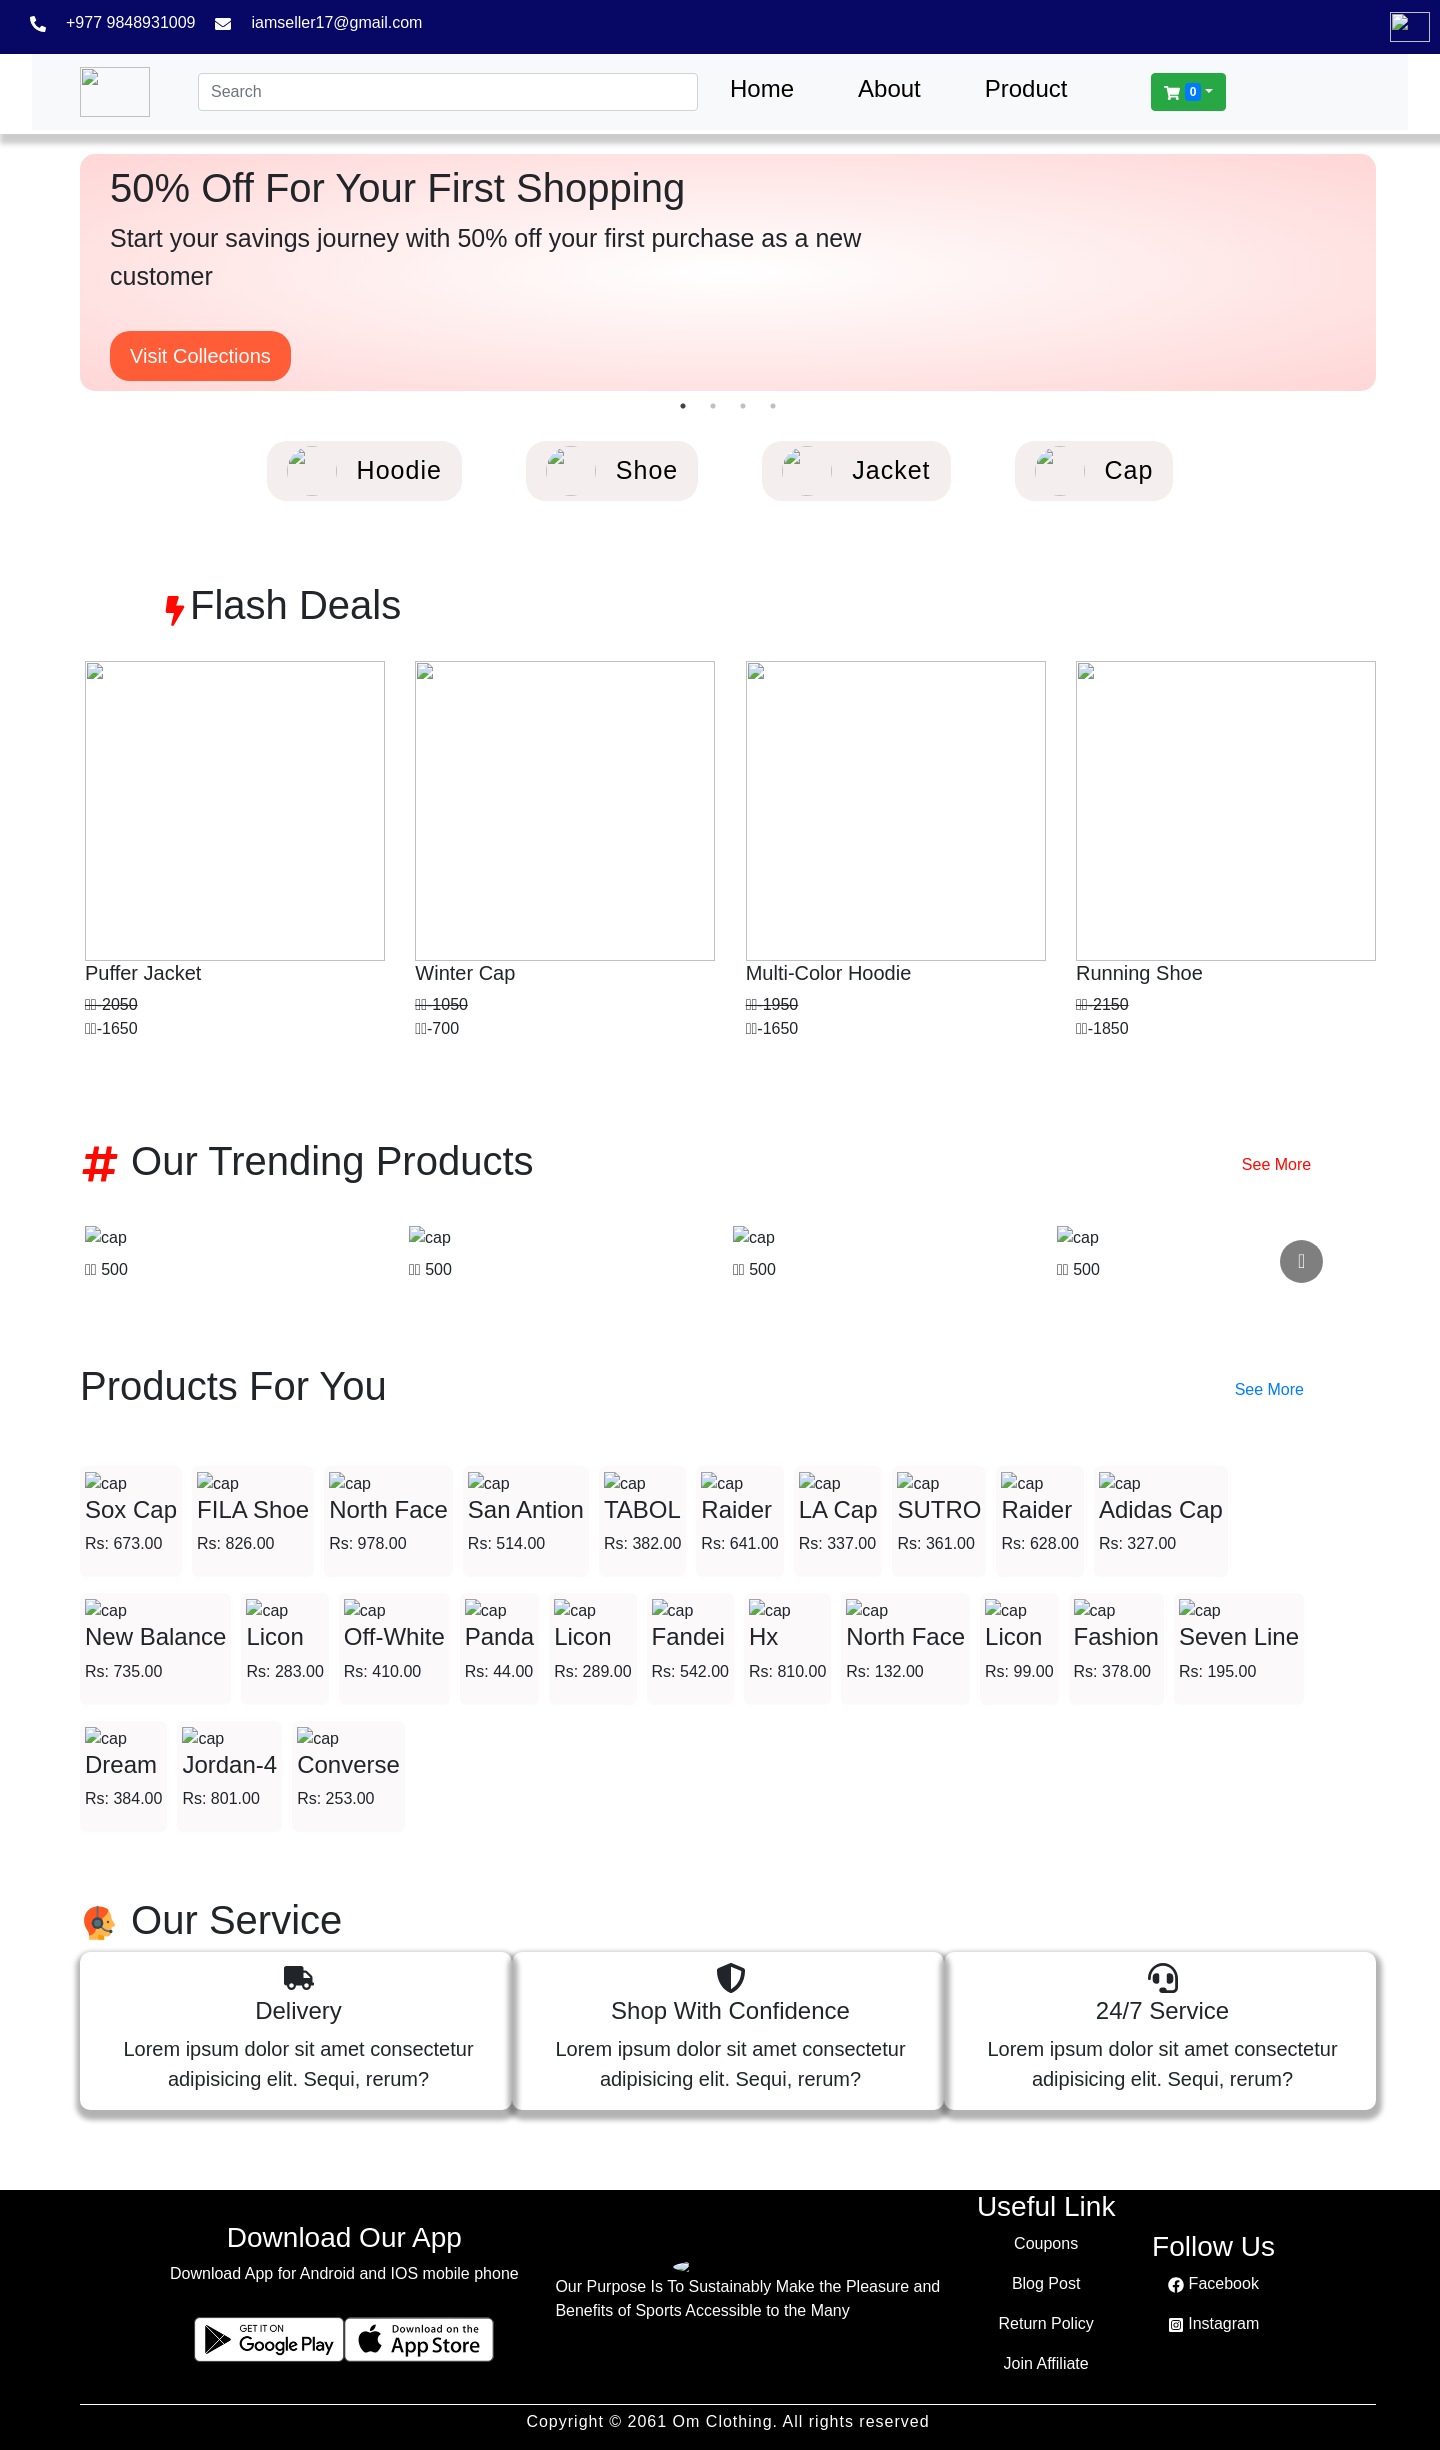 +977 9848931009 iamseller17@gmail.com
Search Home About Product 0
50% Off For Your First Shopping
Start your savings journey with 50% off your first purchase as a new
customer
Visit Collections
Hoodie Shoe Jacket Cap
Flash Deals
Puffer Jacket Winter Cap Multi-Color Hoodie Running Shoe
-2050 -1050 -1950 -2150
-1650 -700 -1650 -1850
# Our Trending Products See More
cap cap cap cap
500 500 500 500
Products For You See More
cap cap cap cap cap cap cap cap cap cap
Sox Cap FILA Shoe North Face San Antion TABOL Raider LA Cap SUTRO Raider Adidas Cap
Rs: 673.00 Rs: 826.00 Rs: 978.00 Rs: 514.00 Rs: 382.00 Rs: 641.00 Rs: 337.00 Rs: 361.00 Rs: 628.00 Rs: 327.00
cap cap cap cap cap cap cap cap cap cap cap
New Balance Licon Off-White Panda Licon Fandei Hx North Face Licon Fashion Seven Line
Rs: 735.00 Rs: 283.00 Rs: 410.00 Rs: 44.00 Rs: 289.00 Rs: 542.00 Rs: 810.00 Rs: 132.00 Rs: 99.00 Rs: 378.00 Rs: 195.00
cap cap cap
Dream Jordan-4 Converse
Rs: 384.00 Rs: 801.00 Rs: 253.00
Our Service
Delivery
Lorem ipsum dolor sit amet consectetur
adipisicing elit. Sequi, rerum?
Shop With Confidence
Lorem ipsum dolor sit amet consectetur
adipisicing elit. Sequi, rerum?
24/7 Service
Lorem ipsum dolor sit amet consectetur
adipisicing elit. Sequi, rerum?
Download Our App
Download App for Android and IOS mobile phone
GET IT ON
Google Play
Download on the
App Store
Our Purpose Is To Sustainably Make the Pleasure and
Benefits of Sports Accessible to the Many
Useful Link
Coupons
Blog Post
Return Policy
Join Affiliate
Follow Us
Facebook
Instagram
Copyright © 2061 Om Clothing. All rights reserved